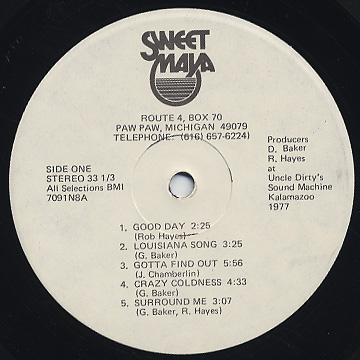 SWEET
MAYA
ROUTE 4, BOX 70
PAW PAW, MICHIGAN 49079
TELEPHONE: (616) 657-6224)
SIDE ONE
STEREO 33 1/3
All Selections BMI
7091N8A
Producers
D. Baker
R. Hayes
at
Uncle Dirty's
Sound Machine
Kalamazoo
1977
1. GOOD DAY 2:25
(Rob Hayes)
2. LOUISIANA SONG 3:25
(G. Baker)
3. GOTTA FIND OUT 5:56
(J. Chamberlin)
4. CRAZY COLDNESS 4:33
(G. Baker)
5. SURROUND ME 3:07
(G. Baker, R. Hayes)